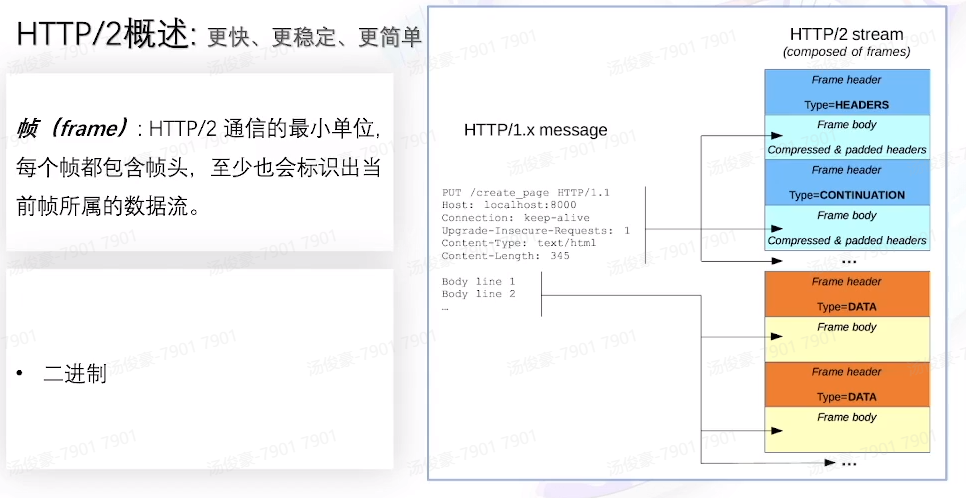 HTTP/2概述: 更快、更稳定、更简单
帧（frame）: HTTP/2 通信的最小单位,
每个帧都包含帧头，至少也会标识出当
前帧所属的数据流。
• 二进制
HTTP/1.x message
PUT /create_page HTTP/1.1
Host: localhost:8000
Connection: keep-alive
Upgrade-Insecure-Requests: 1
Content-Type: text/html
Content-Length: 345
Body line 1
Body line 2
…
HTTP/2 stream
(composed of frames)
Frame header
Type=HEADERS
Frame body
Compressed & padded headers
Frame header
Type=CONTINUATION
Frame body
Compressed & padded headers
...
Frame header
Type=DATA
Frame body
Frame header
Type=DATA
Frame body
...
汤俊豪-7901 7901